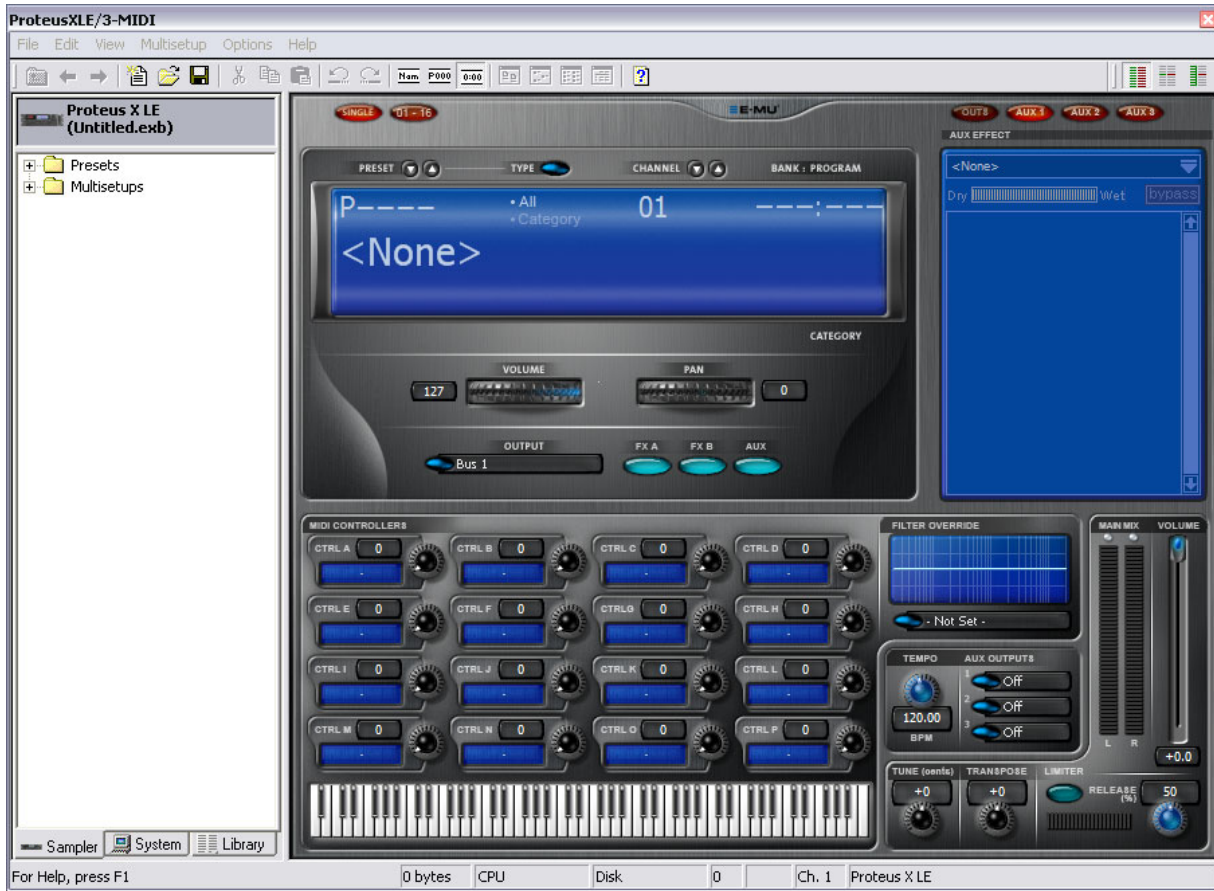 ProteusXLE/3-MIDI
File Edit View Multisetup Options Help
Nam P000 0:00
Proteus X LE
(Untitled.exb)
Presets
Multisetups
SINGLE 01 - 16
E-MU
OUTS AUX 1 AUX 2 AUX 3
AUX EFFECT
<None>
Dry Wet bypass
PRESET TYPE CHANNEL BANK : PROGRAM
P---- • All 01 ---:---
• Category
<None>
CATEGORY
VOLUME PAN
127 0
OUTPUT FX A FX B AUX
Bus 1
MIDI CONTROLLERS
CTRL A 0 CTRL B 0 CTRL C 0 CTRL D 0
- - - -
CTRL E 0 CTRL F 0 CTRLG 0 CTRL H 0
- - - -
CTRL I 0 CTRL J 0 CTRL K 0 CTRL L 0
- - - -
CTRL M 0 CTRL N 0 CTRL O 0 CTRL P 0
- - - -
FILTER OVERRIDE
- Not Set -
TEMPO AUX OUTPUTS
1 Off
2 Off
3 Off
120.00
BPM
MAIN MIX VOLUME
L R
+0.0
TUNE (cents) TRANSPOSE LIMITER
+0 +0 RELEASE (%) 50
Sampler System Library
For Help, press F1 0 bytes CPU Disk 0 Ch. 1 Proteus X LE